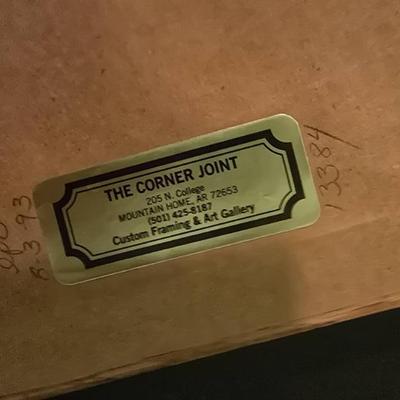 THE CORNER JOINT
205 N. College
MOUNTAIN HOME, AR 72653
(501) 425-8187
Custom Framing & Art Gallery
13384
8-3-93